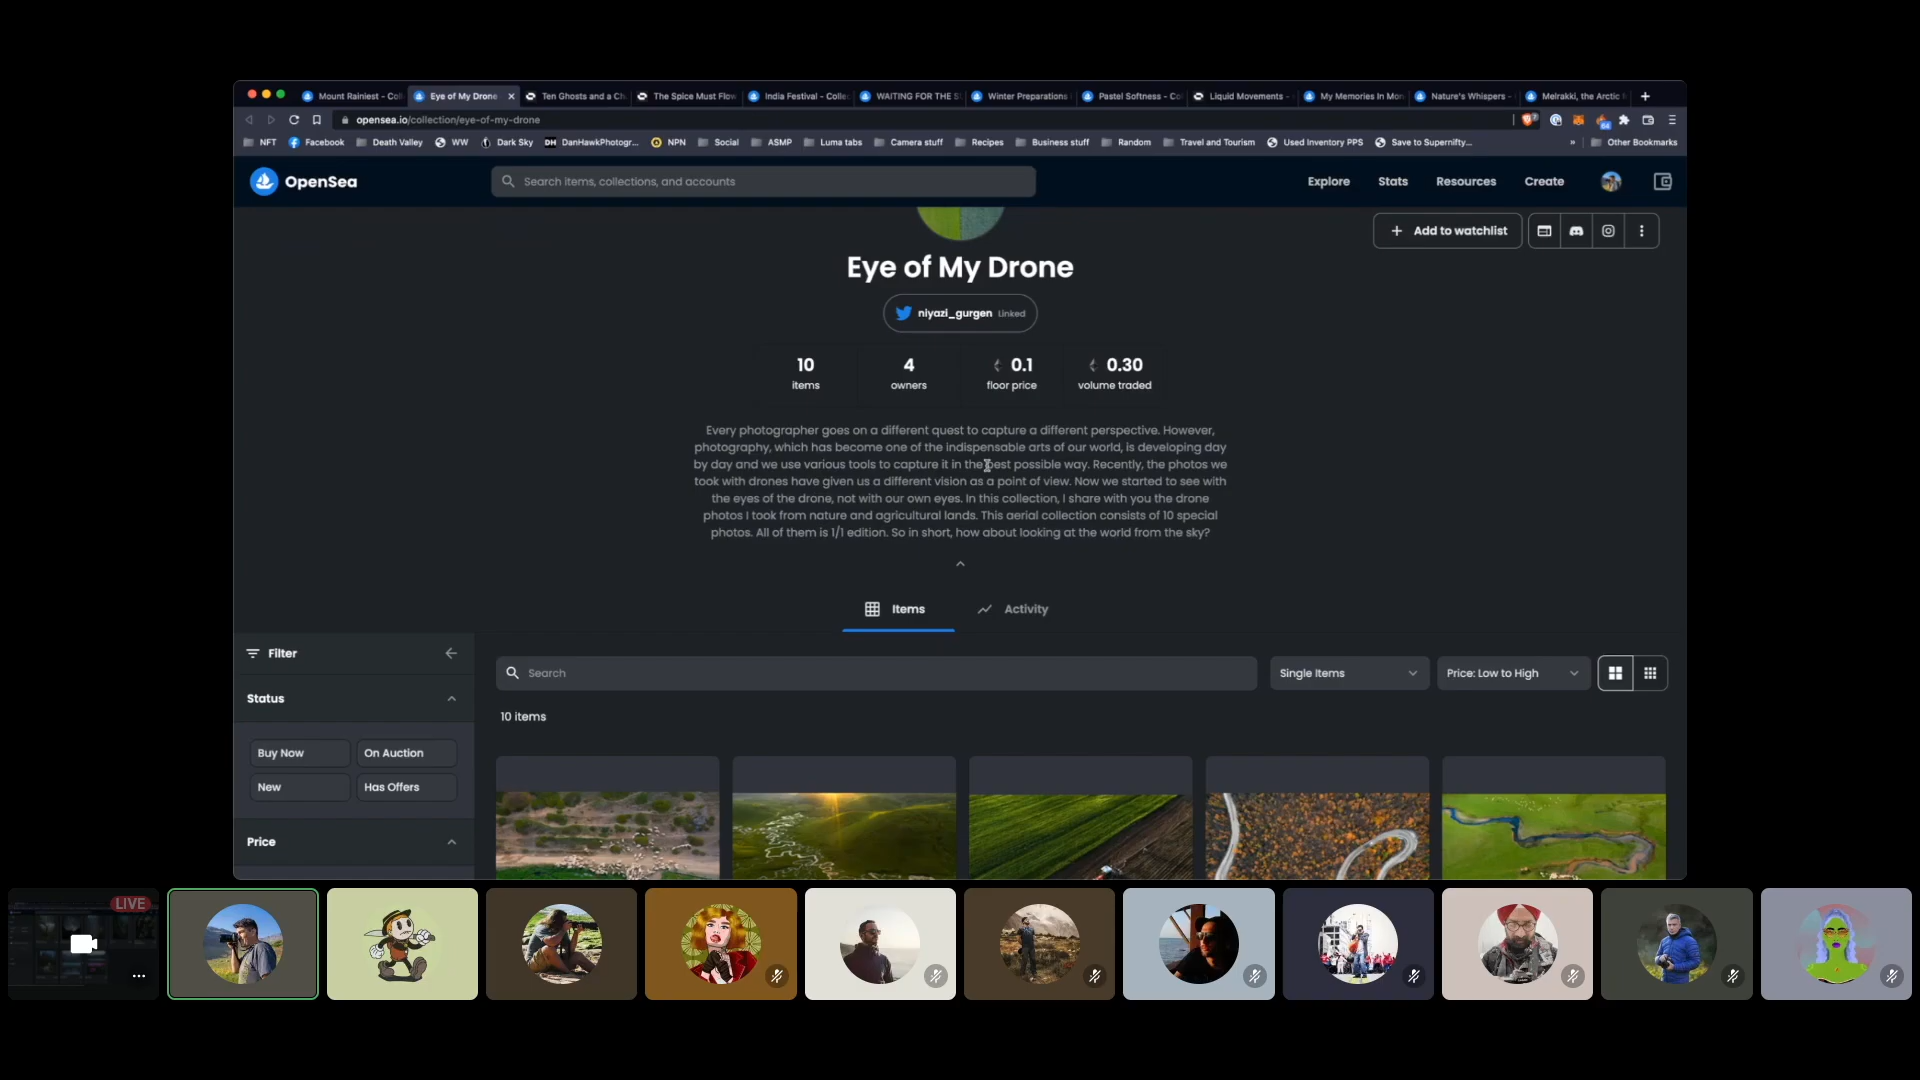 Mount Rainiest - Col
Eye of My Drone
Ten Ghosts and a Ch
The Spice Must Flow
India Festival - Collec
WAITING FOR THE S
Winter Preparations
Pastel Softness - Co
Liquid Movements -
My Memories In Mon
Nature's Whispers -
Melrakki, the Arctic
opensea.io/collection/eye-of-my-drone
NFT
Facebook
Death Valley
WW
Dark Sky
DH DanHawkPhotogr...
NPN
Social
ASMP
Luma tabs
Camera stuff
Recipes
Business stuff
Random
Travel and Tourism
Used Inventory PPS
Save to Supernifty...
»
Other Bookmarks
OpenSea
Search items, collections, and accounts
Explore
Stats
Resources
Create
+ Add to watchlist
Eye of My Drone
niyazi_gurgen Linked
10 4 0.1 0.30
items owners floor price volume traded
Every photographer goes on a different quest to capture a different perspective. However,
photography, which has become one of the indispensable arts of our world, is developing day
by day and we use various tools to capture it in the best possible way. Recently, the photos we
took with drones have given us a different vision as a point of view. Now we started to see with
the eyes of the drone, not with our own eyes. In this collection, I share with you the drone
photos I took from nature and agricultural lands. This aerial collection consists of 10 special
photos. All of them is 1/1 edition. So in short, how about looking at the world from the sky?
Items
Activity
Filter
Search
Single Items
Price: Low to High
Status
10 items
Buy Now
On Auction
New
Has Offers
Price
LIVE